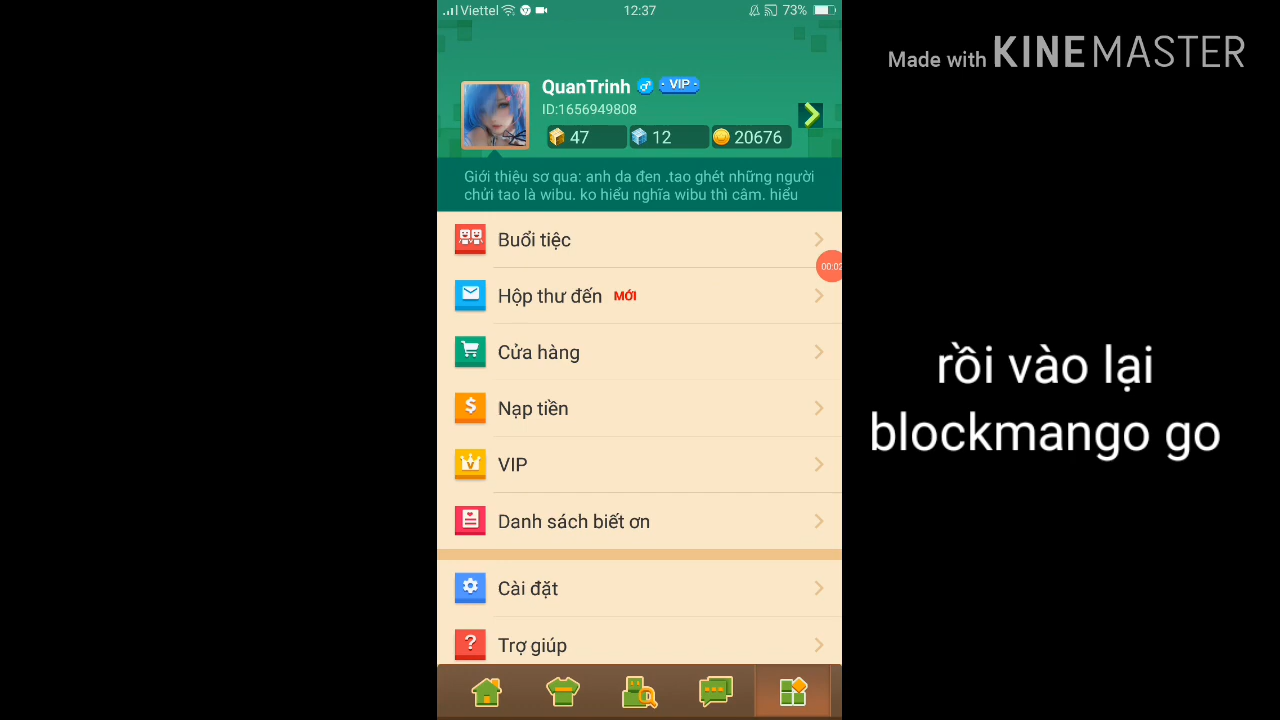 Viettel
12:37
73%
Made with KINEMASTER
QuanTrinh
VIP
ID:1656949808
47
12
20676
Giới thiệu sơ qua: anh da đen .tao ghét những người
chửi tao là wibu. ko hiểu nghĩa wibu thì câm. hiểu
Buổi tiệc
Hộp thư đến MỚI
Cửa hàng
Nạp tiền
VIP
Danh sách biết ơn
Cài đặt
Trợ giúp
rồi vào lại
blockmango go